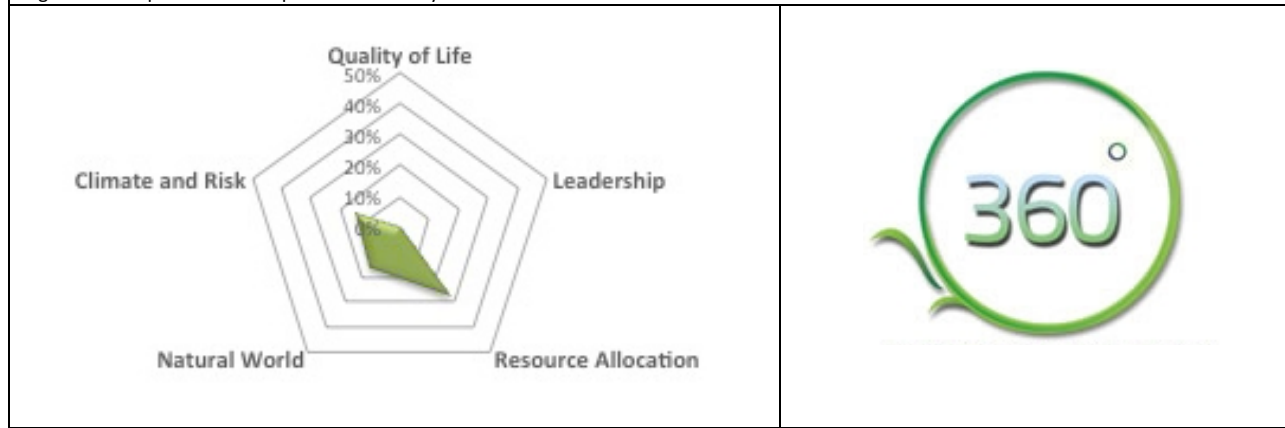 Quality of Life
50%
40%
30%
20%
10%
0%
Climate and Risk
Leadership
Natural World
Resource Allocation
360°